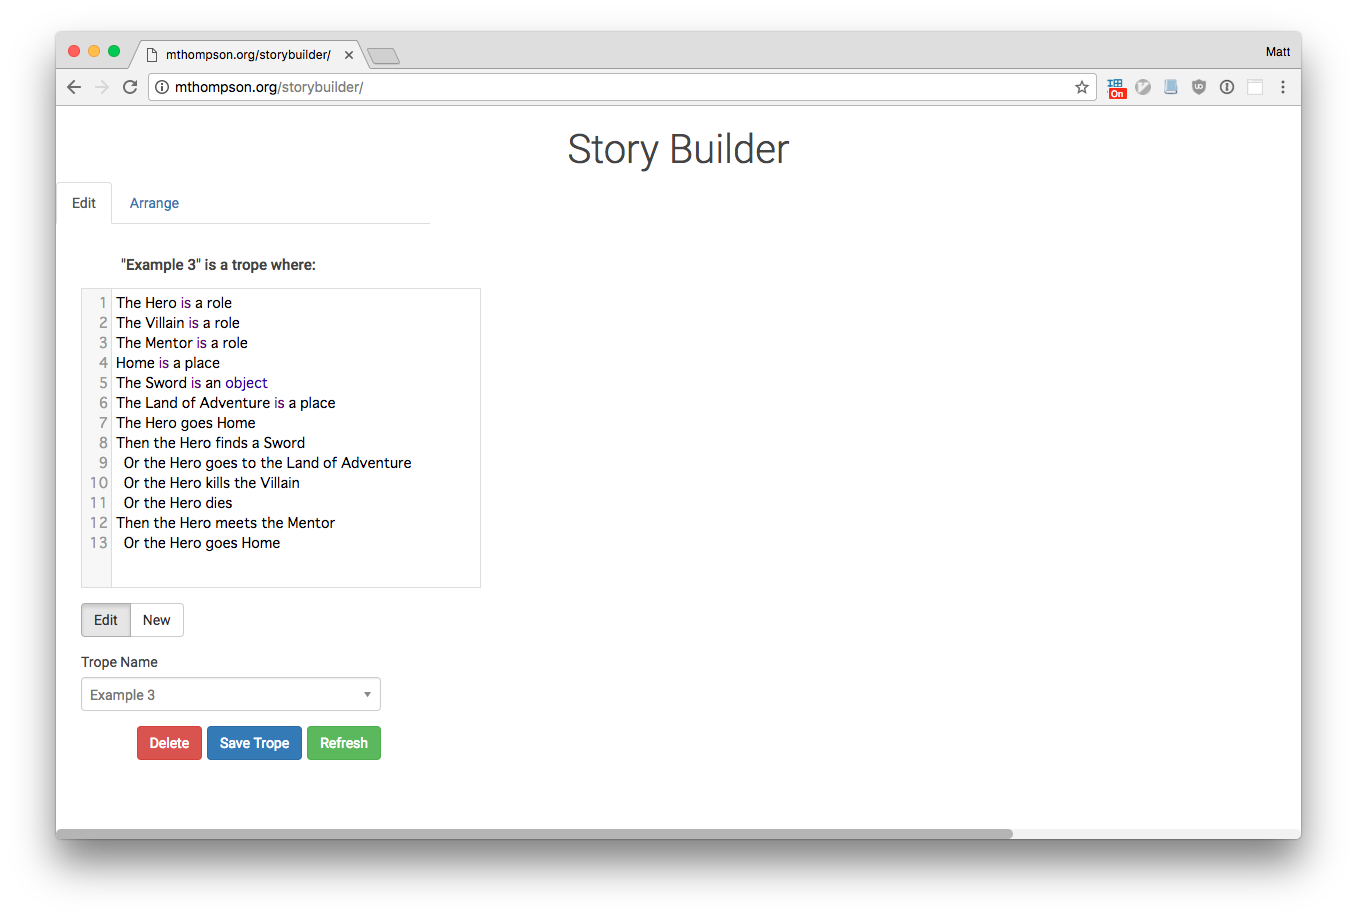 mthompson.org/storybuilder/
Matt
mthompson.org/storybuilder/
On
Story Builder
Edit
Arrange
"Example 3" is a trope where:
1 The Hero is a role
2 The Villain is a role
3 The Mentor is a role
4 Home is a place
5 The Sword is an object
6 The Land of Adventure is a place
7 The Hero goes Home
8 Then the Hero finds a Sword
9 Or the Hero goes to the Land of Adventure
10 Or the Hero kills the Villain
11 Or the Hero dies
12 Then the Hero meets the Mentor
13 Or the Hero goes Home
Edit
New
Trope Name
Example 3
Delete
Save Trope
Refresh